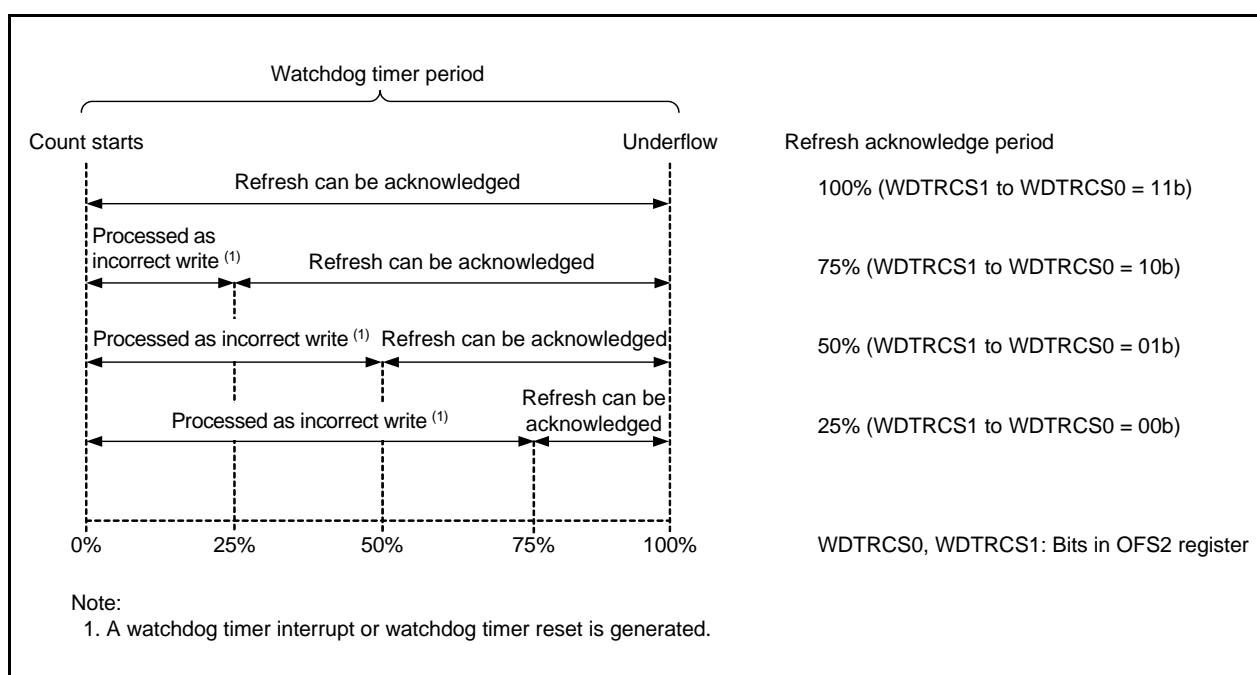 Watchdog timer period
Count starts Underflow Refresh acknowledge period
Refresh can be acknowledged 100% (WDTRCS1 to WDTRCS0 = 11b)
Processed as
incorrect write (1) Refresh can be acknowledged 75% (WDTRCS1 to WDTRCS0 = 10b)
Processed as incorrect write (1) Refresh can be acknowledged 50% (WDTRCS1 to WDTRCS0 = 01b)
Refresh can be
Processed as incorrect write (1) acknowledged 25% (WDTRCS1 to WDTRCS0 = 00b)
0% 25% 50% 75% 100% WDTRCS0, WDTRCS1: Bits in OFS2 register
Note:
1. A watchdog timer interrupt or watchdog timer reset is generated.